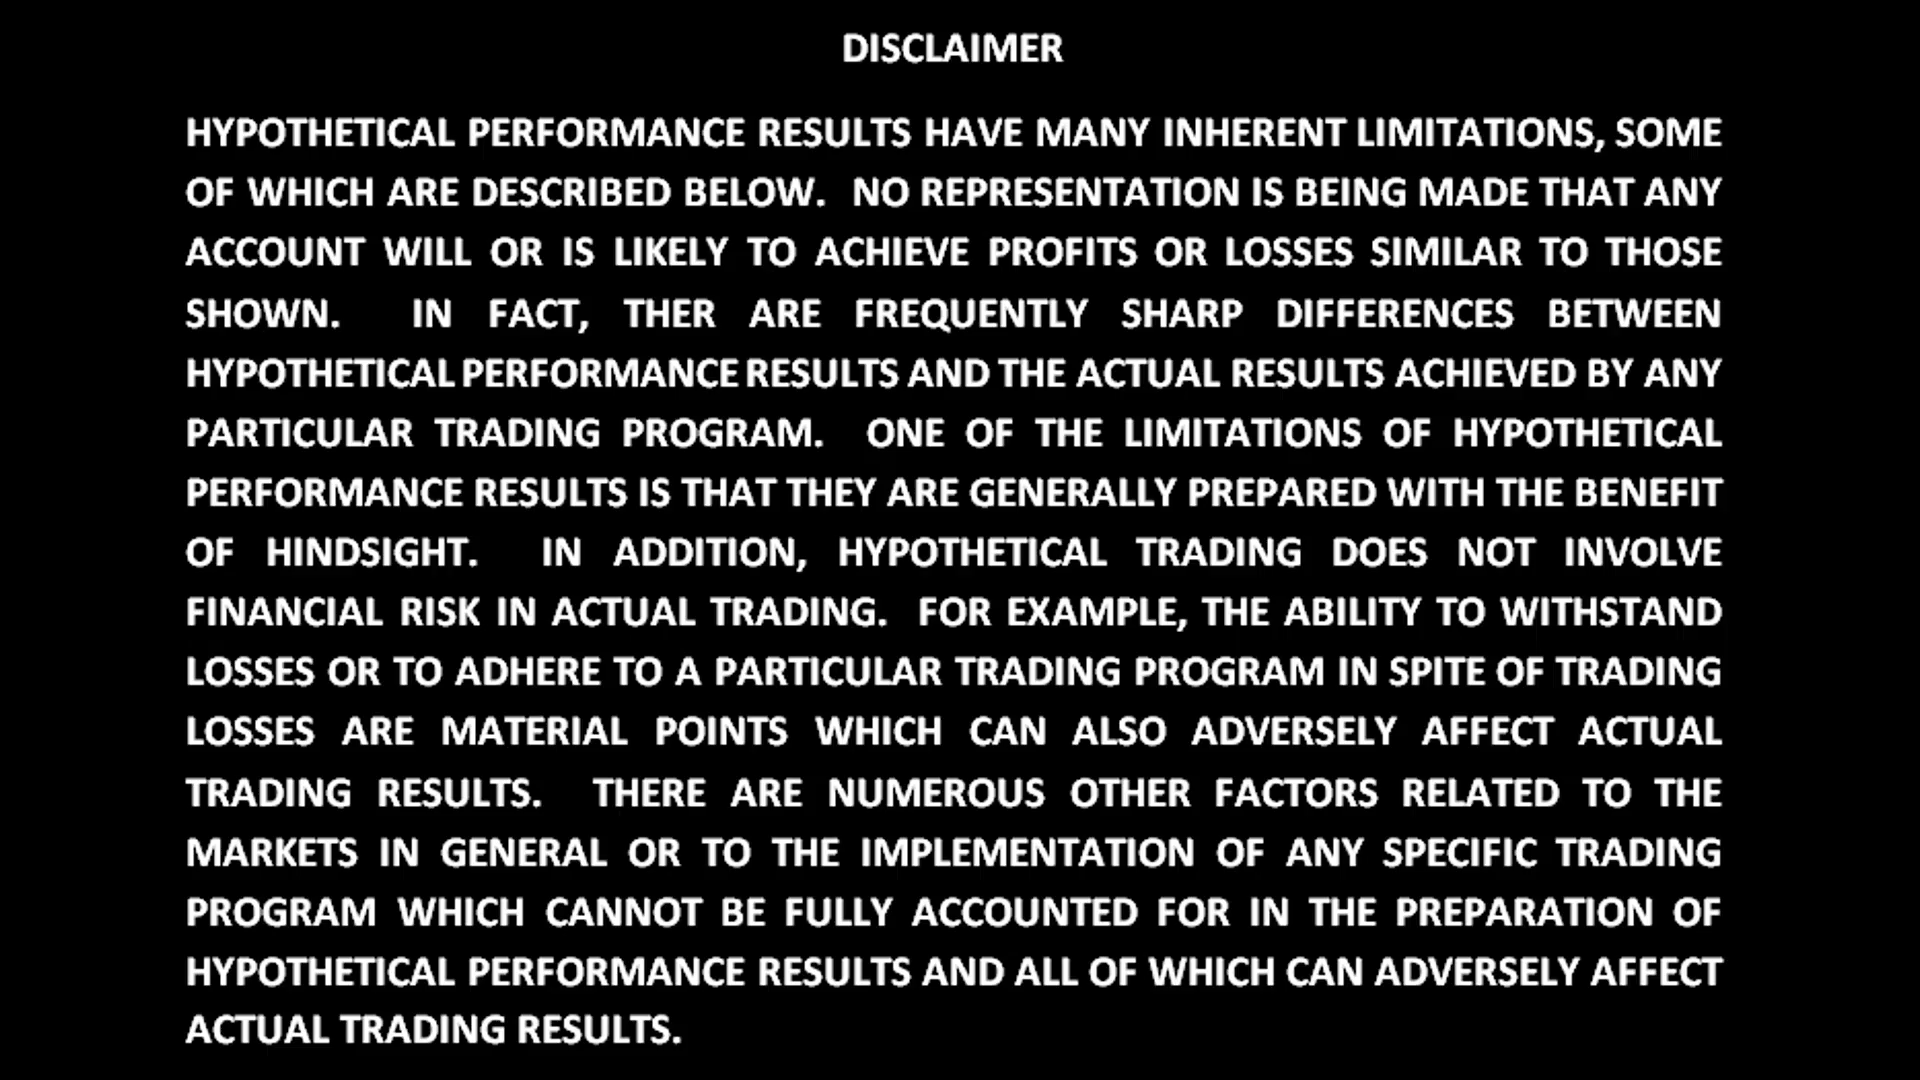 DISCLAIMER
HYPOTHETICAL PERFORMANCE RESULTS HAVE MANY INHERENT LIMITATIONS, SOME
OF WHICH ARE DESCRIBED BELOW. NO REPRESENTATION IS BEING MADE THAT ANY
ACCOUNT WILL OR IS LIKELY TO ACHIEVE PROFITS OR LOSSES SIMILAR TO THOSE
SHOWN. IN FACT, THER ARE FREQUENTLY SHARP DIFFERENCES BETWEEN
HYPOTHETICAL PERFORMANCE RESULTS AND THE ACTUAL RESULTS ACHIEVED BY ANY
PARTICULAR TRADING PROGRAM. ONE OF THE LIMITATIONS OF HYPOTHETICAL
PERFORMANCE RESULTS IS THAT THEY ARE GENERALLY PREPARED WITH THE BENEFIT
OF HINDSIGHT. IN ADDITION, HYPOTHETICAL TRADING DOES NOT INVOLVE
FINANCIAL RISK IN ACTUAL TRADING. FOR EXAMPLE, THE ABILITY TO WITHSTAND
LOSSES OR TO ADHERE TO A PARTICULAR TRADING PROGRAM IN SPITE OF TRADING
LOSSES ARE MATERIAL POINTS WHICH CAN ALSO ADVERSELY AFFECT ACTUAL
TRADING RESULTS. THERE ARE NUMEROUS OTHER FACTORS RELATED TO THE
MARKETS IN GENERAL OR TO THE IMPLEMENTATION OF ANY SPECIFIC TRADING
PROGRAM WHICH CANNOT BE FULLY ACCOUNTED FOR IN THE PREPARATION OF
HYPOTHETICAL PERFORMANCE RESULTS AND ALL OF WHICH CAN ADVERSELY AFFECT
ACTUAL TRADING RESULTS.